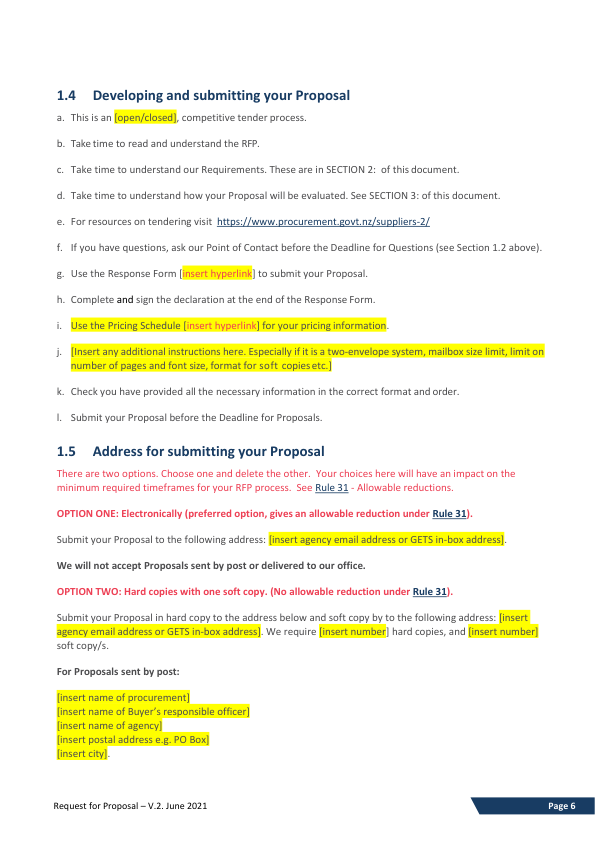 1.4 Developing and submitting your Proposal
a. This is an [open/closed], competitive tender process.
b. Take time to read and understand the RFP.
c. Take time to understand our Requirements. These are in SECTION 2:  of this document.
d. Take time to understand how your Proposal will be evaluated. See SECTION 3: of this document.
e. For resources on tendering visit  https://www.procurement.govt.nz/suppliers-2/
f. If you have questions, ask our Point of Contact before the Deadline for Questions (see Section 1.2 above).
g. Use the Response Form [insert hyperlink] to submit your Proposal.
h. Complete and sign the declaration at the end of the Response Form.
i. Use the Pricing Schedule [insert hyperlink] for your pricing information.
j. [Insert any additional instructions here. Especially if it is a two-envelope system, mailbox size limit, limit on
number of pages and font size, format for soft copies etc.]
k. Check you have provided all the necessary information in the correct format and order.
l. Submit your Proposal before the Deadline for Proposals.
1.5 Address for submitting your Proposal
There are two options. Choose one and delete the other.  Your choices here will have an impact on the
minimum required timeframes for your RFP process.  See Rule 31 - Allowable reductions.
OPTION ONE: Electronically (preferred option, gives an allowable reduction under Rule 31).
Submit your Proposal to the following address: [insert agency email address or GETS in-box address].
We will not accept Proposals sent by post or delivered to our office.
OPTION TWO: Hard copies with one soft copy. (No allowable reduction under Rule 31).
Submit your Proposal in hard copy to the address below and soft copy by to the following address: [insert
agency email address or GETS in-box address]. We require [insert number] hard copies, and [insert number]
soft copy/s.
For Proposals sent by post:
[insert name of procurement]
[insert name of Buyer's responsible officer]
[insert name of agency]
[insert postal address e.g. PO Box]
[insert city].
Request for Proposal – V.2. June 2021
Page 6